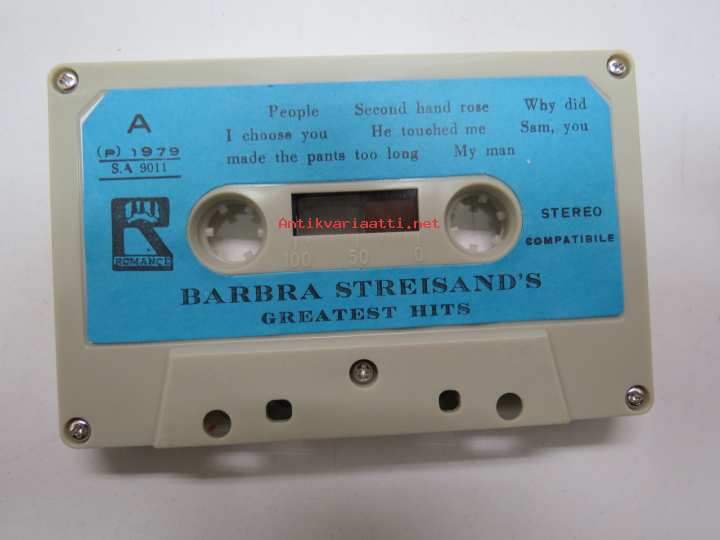 A
(P) 1979
S.A 9011
People Second hand rose Why did
I choose you He touched me Sam, you
made the pants too long My man
R
ROMANCE
Antikvariaatti.net
100 50 0
STEREO
COMPATIBILE
BARBRA STREISAND'S
GREATEST HITS